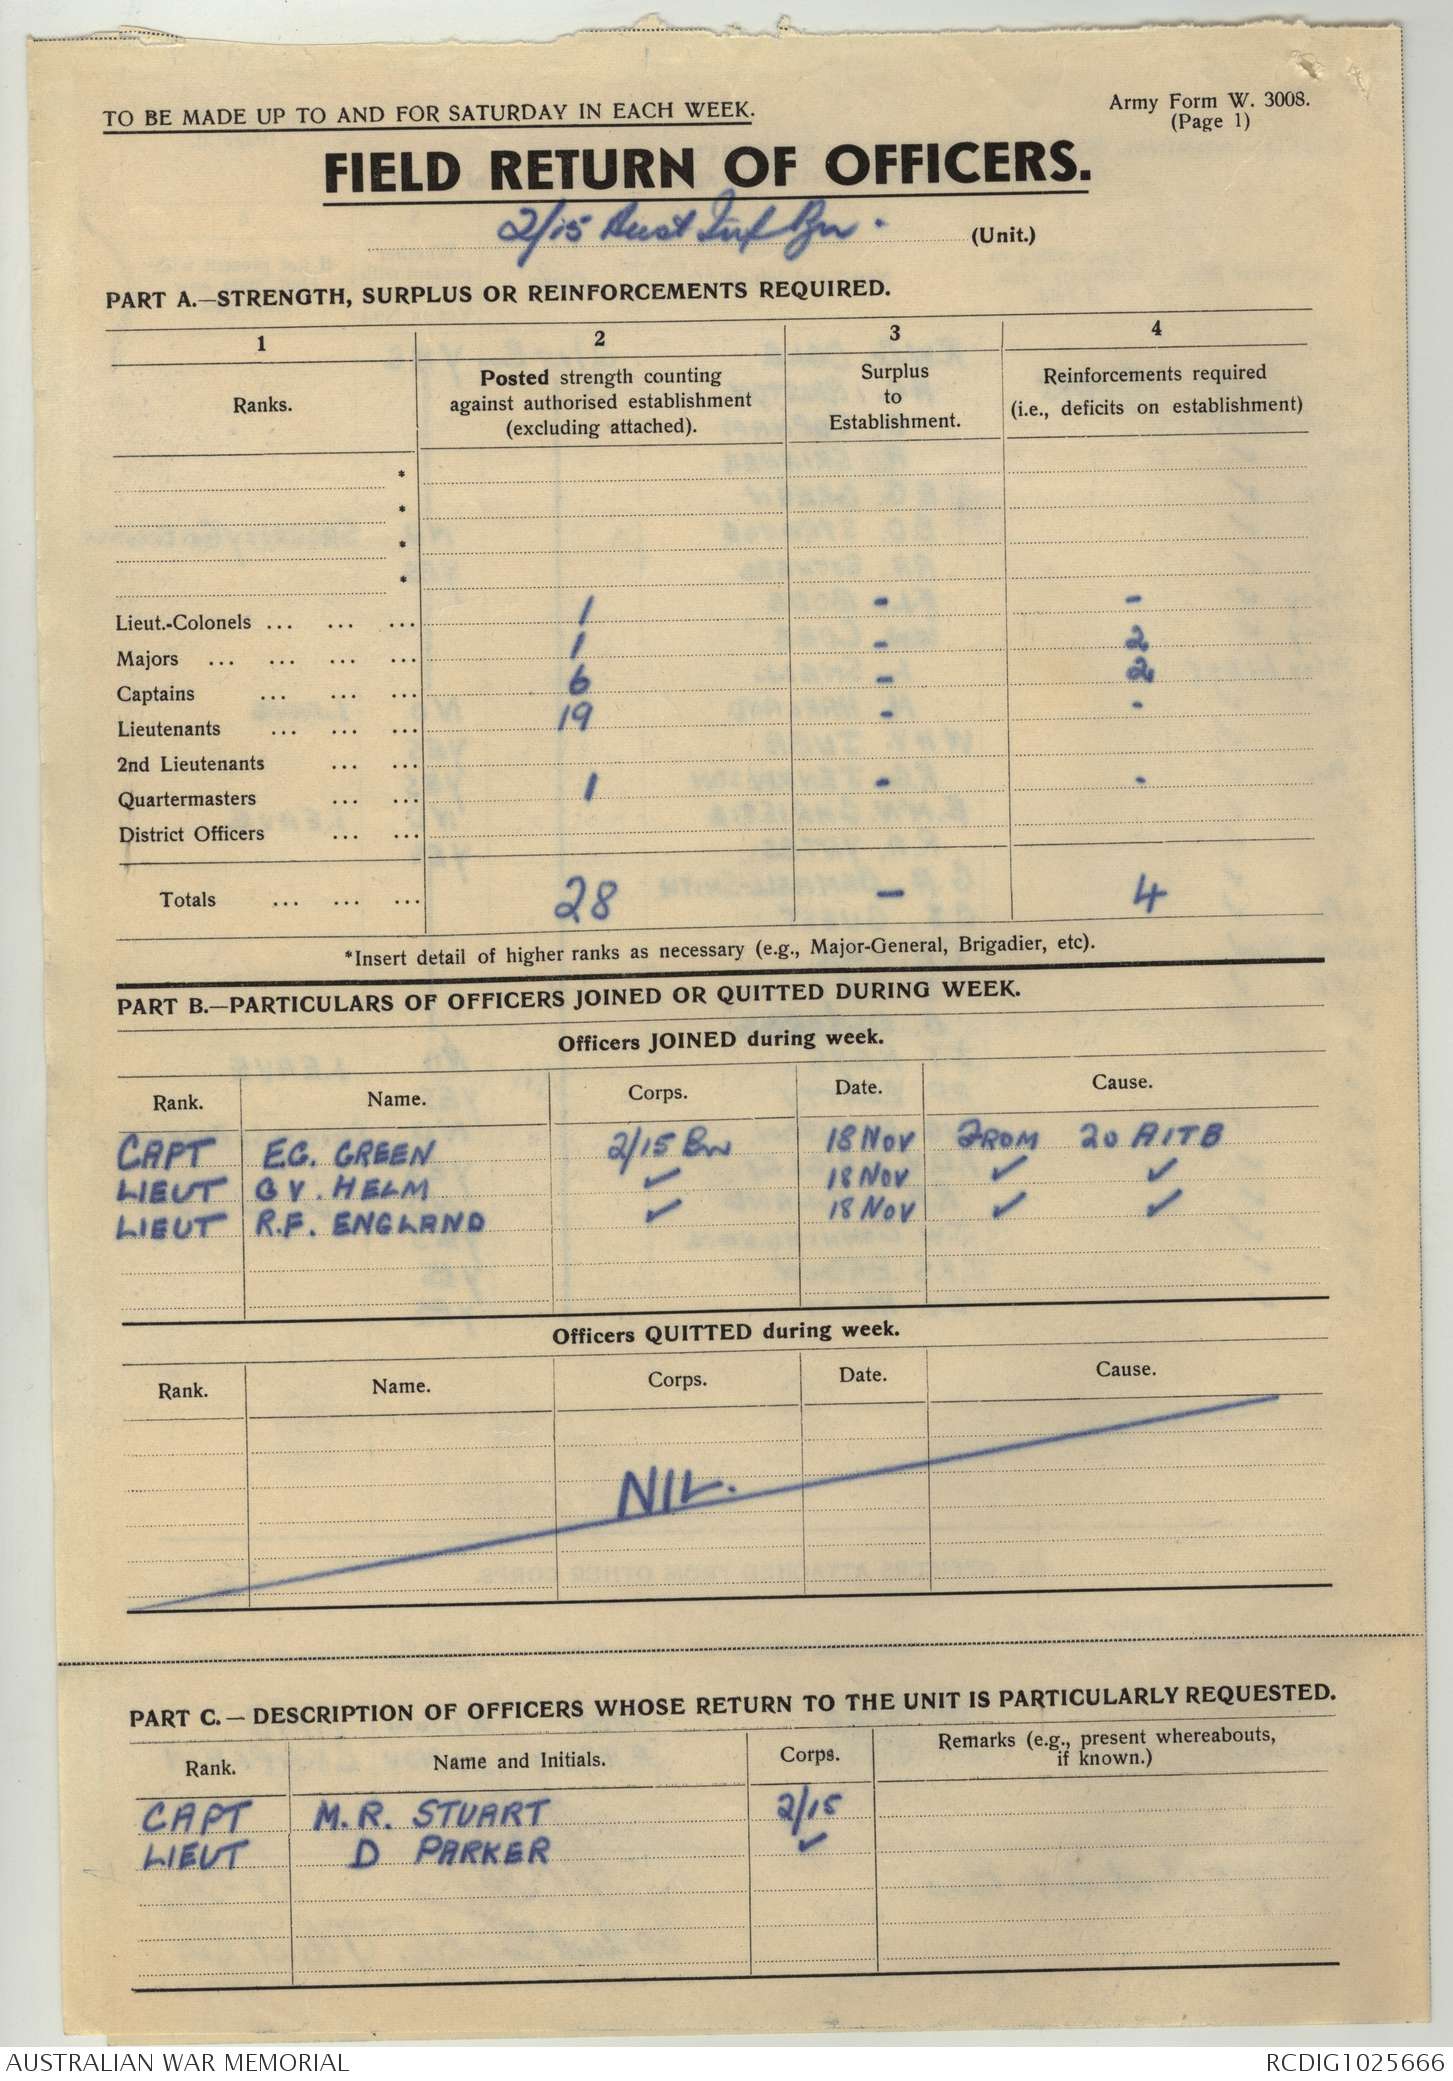 TO BE MADE UP TO AND FOR SATURDAY IN EACH WEEK.
Army Form W. 3008.
(Page 1)
FIELD RETURN OF OFFICERS.
2/15 Aust Inf Bn. (Unit.)
PART A.—STRENGTH, SURPLUS OR REINFORCEMENTS REQUIRED.
1 2 3 4
Ranks. Posted strength counting against authorised establishment (excluding attached). Surplus to Establishment. Reinforcements required (i.e., deficits on establishment)
*
*
*
*
Lieut.-Colonels ... ... ... 1 - -
Majors ... ... ... ... 1 - 2
Captains ... ... ... 6 - 2
Lieutenants ... ... ... 19 - -
2nd Lieutenants ... ...
Quartermasters ... ... 1 - -
District Officers ... ...
Totals ... ... ... 28 - 4
*Insert detail of higher ranks as necessary (e.g., Major-General, Brigadier, etc).
PART B.—PARTICULARS OF OFFICERS JOINED OR QUITTED DURING WEEK.
Officers JOINED during week.
Rank. Name. Corps. Date. Cause.
CAPT E.G. GREEN 2/15 Bn 18 NOV FROM 20 AITB
LIEUT G V. HELM ✓ 18 NOV ✓ ✓
LIEUT R.F. ENGLAND ✓ 18 NOV ✓ ✓
Officers QUITTED during week.
Rank. Name. Corps. Date. Cause.
NIL.
PART C.— DESCRIPTION OF OFFICERS WHOSE RETURN TO THE UNIT IS PARTICULARLY REQUESTED.
Rank. Name and Initials. Corps. Remarks (e.g., present whereabouts, if known.)
CAPT M.R. STUART 2/15
LIEUT D PARKER ✓
AUSTRALIAN WAR MEMORIAL RCDIG1025666